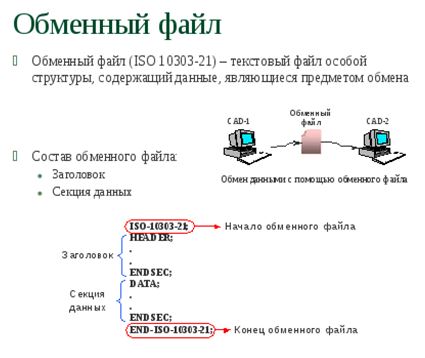 Обменный файл
Обменный файл (ISO 10303-21) – текстовый файл особой
структуры, содержащий данные, являющиеся предметом обмена
Обменный
файл
CAD-1
CAD-2
Обмен данными с помощью обменного файла
Состав обменного файла:
Заголовок
Секция данных
ISO-10303-21;
Начало обменного файла
HEADER;
.
.
Заголовок
ENDSEC;
DATA;
.
.
Секция
данных
ENDSEC;
END-ISO-10303-21;
Конец обменного файла